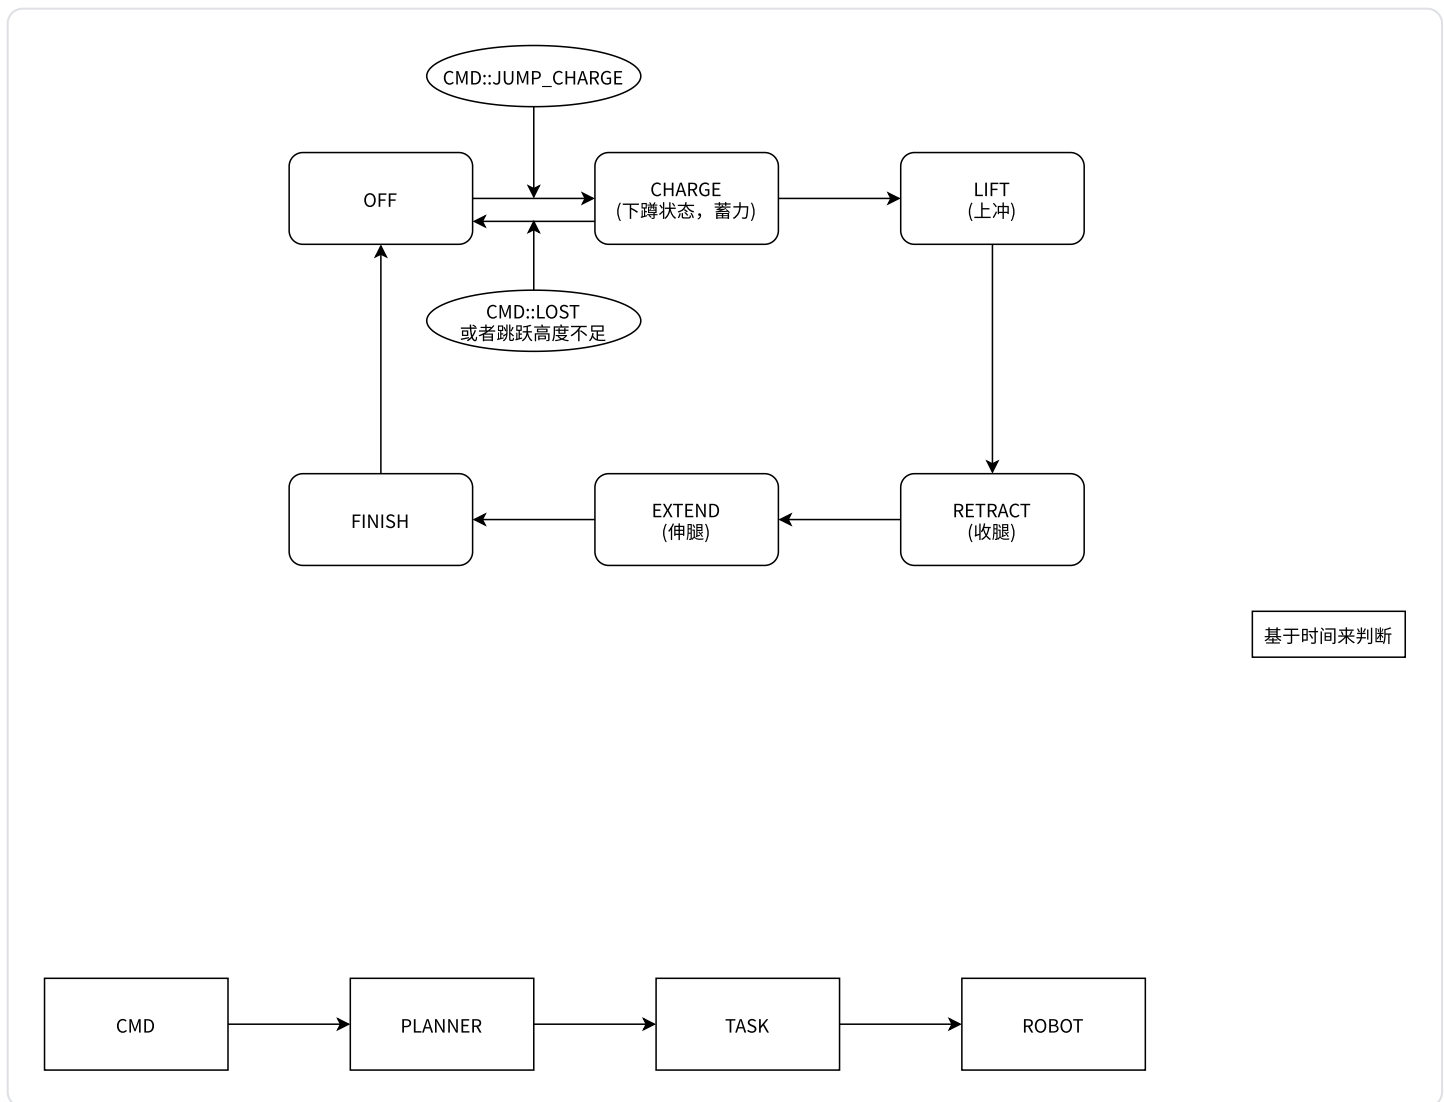 CMD::JUMP_CHARGE
OFF
CHARGE
(下蹲状态，蓄力)
LIFT
(上冲)
CMD::LOST
或者跳跃高度不足
FINISH
EXTEND
(伸腿)
RETRACT
(收腿)
基于时间来判断
CMD
PLANNER
TASK
ROBOT